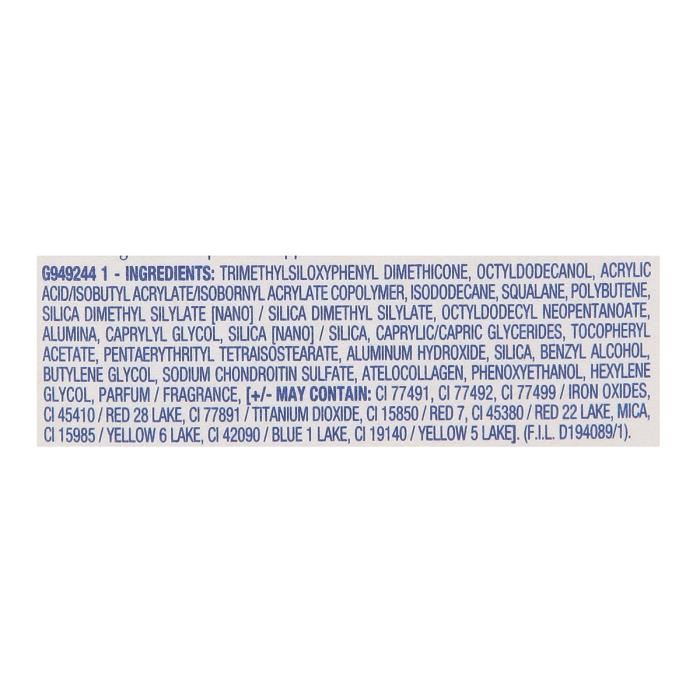 G949244 1 - INGREDIENTS: TRIMETHYLSILOXYPHENYL DIMETHICONE, OCTYLDODECANOL, ACRYLIC
ACID/ISOBUTYL ACRYLATE/ISOBORNYL ACRYLATE COPOLYMER, ISODODECANE, SQUALANE, POLYBUTENE,
SILICA DIMETHYL SILYLATE [NANO] / SILICA DIMETHYL SILYLATE, OCTYLDODECYL NEOPENTANOATE,
ALUMINA, CAPRYLYL GLYCOL, SILICA [NANO] / SILICA, CAPRYLIC/CAPRIC GLYCERIDES, TOCOPHERYL
ACETATE, PENTAERYTHRITYL TETRAISOSTEARATE, ALUMINUM HYDROXIDE, SILICA, BENZYL ALCOHOL,
BUTYLENE GLYCOL, SODIUM CHONDROITIN SULFATE, ATELOCOLLAGEN, PHENOXYETHANOL, HEXYLENE
GLYCOL, PARFUM / FRAGRANCE, [+/- MAY CONTAIN: CI 77491, CI 77492, CI 77499 / IRON OXIDES,
CI 45410 / RED 28 LAKE, CI 77891 / TITANIUM DIOXIDE, CI 15850 / RED 7, CI 45380 / RED 22 LAKE, MICA,
CI 15985 / YELLOW 6 LAKE, CI 42090 / BLUE 1 LAKE, CI 19140 / YELLOW 5 LAKE]. (F.I.L. D194089/1).